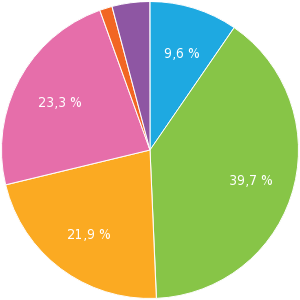 9,6 %
23,3 %
39,7 %
21,9 %